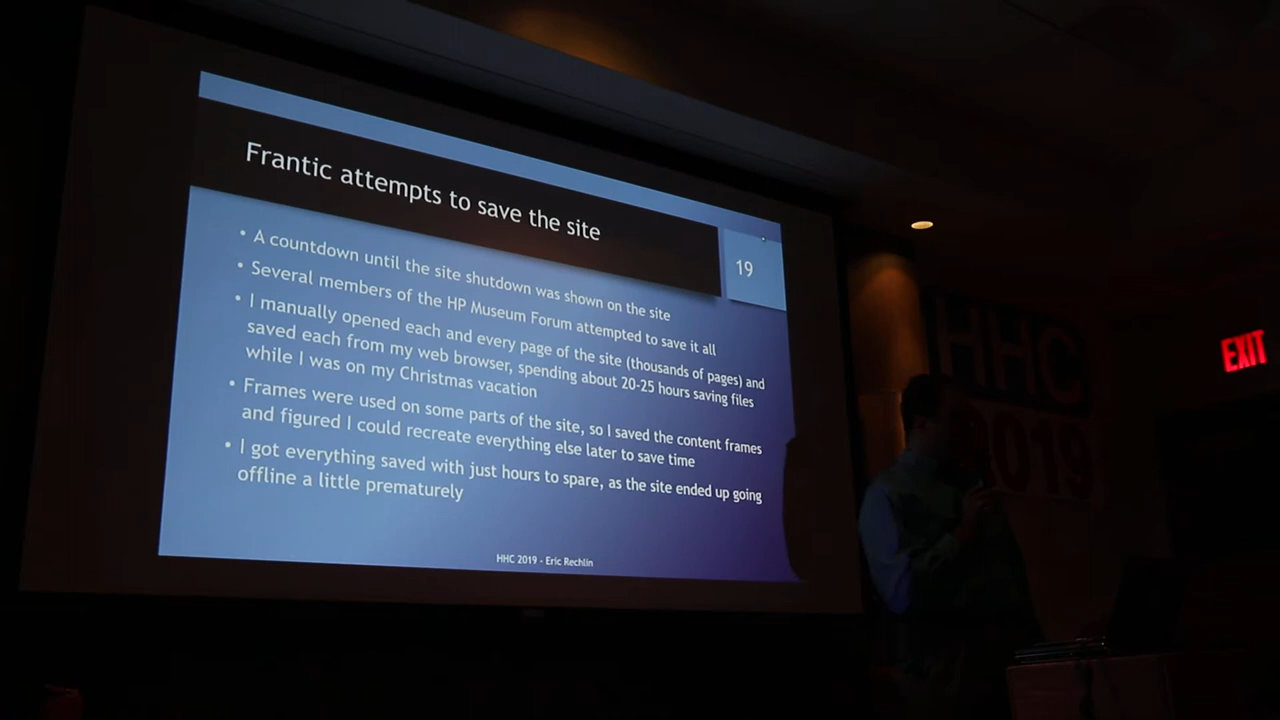 Frantic attempts to save the site
19
• A countdown until the site shutdown was shown on the site
• Several members of the HP Museum Forum attempted to save it all
• I manually opened each and every page of the site (thousands of pages) and
saved each from my web browser, spending about 20-25 hours saving files
while I was on my Christmas vacation
• Frames were used on some parts of the site, so I saved the content frames
and figured I could recreate everything else later to save time
• I got everything saved with just hours to spare, as the site ended up going
offline a little prematurely
HHC 2019 - Eric Rechlin
HHC
2019
EXIT